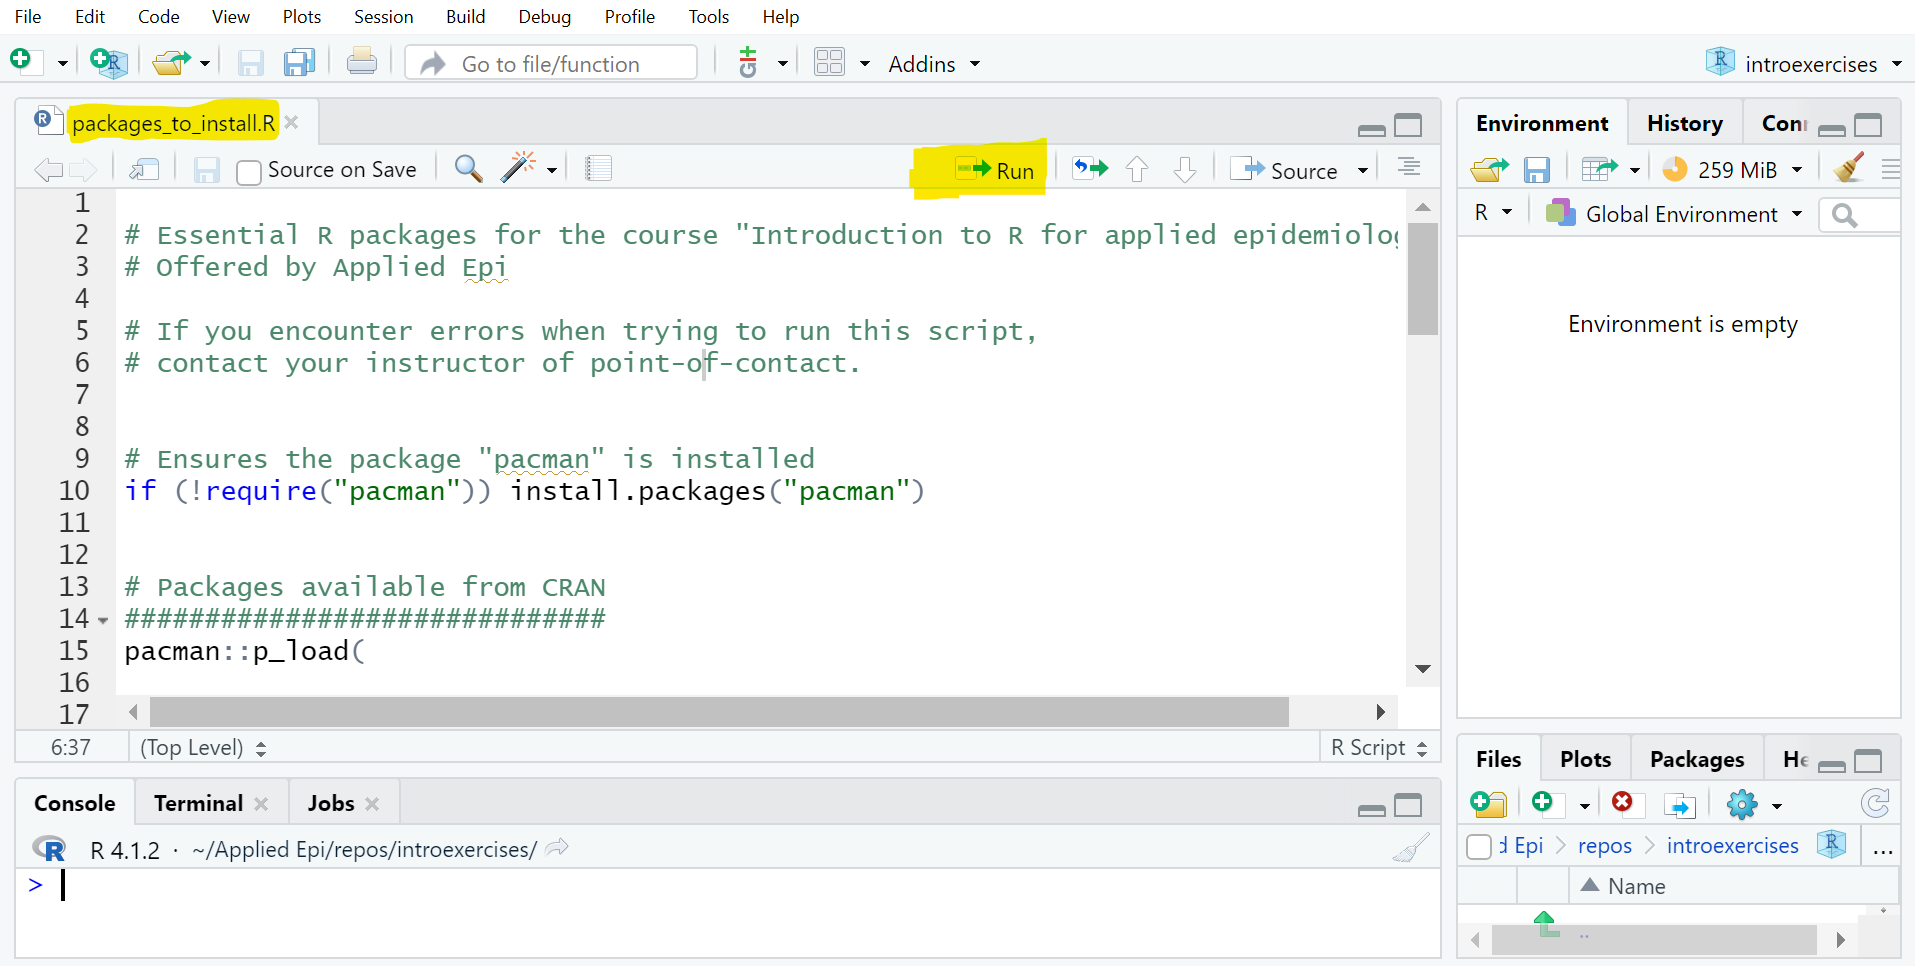 File Edit Code View Plots Session Build Debug Profile Tools Help
Go to file/function Addins introexercises
packages_to_install.R
Source on Save Run Source
1
2 # Essential R packages for the course "Introduction to R for applied epidemiolog
3 # Offered by Applied Epi
4
5 # If you encounter errors when trying to run this script,
6 # contact your instructor of point-of-contact.
7
8
9 # Ensures the package "pacman" is installed
10 if (!require("pacman")) install.packages("pacman")
11
12
13 # Packages available from CRAN
14 ##############################
15 pacman::p_load(
16
17
6:37 (Top Level) R Script
Console Terminal Jobs
R 4.1.2 · ~/Applied Epi/repos/introexercises/
>
Environment History Con
259 MiB
R Global Environment
Environment is empty
Files Plots Packages He
d Epi repos introexercises ...
Name
..